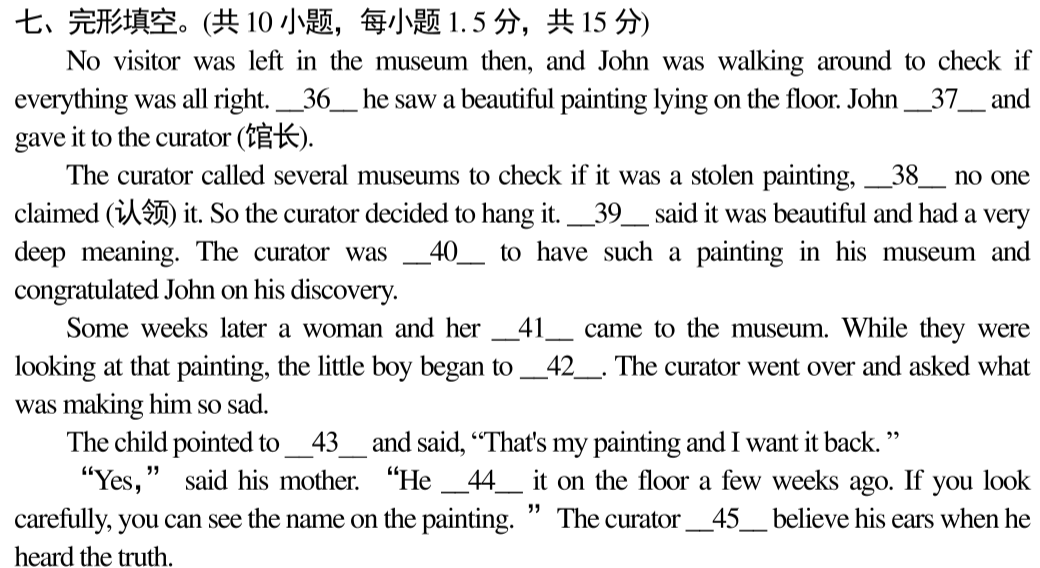 七、完形填空。(共 10 小题，每小题 1. 5 分，共 15 分)
No visitor was left in the museum then, and John was walking around to check if
everything was all right. __36__ he saw a beautiful painting lying on the floor. John __37__ and
gave it to the curator (馆长).
The curator called several museums to check if it was a stolen painting, __38__ no one
claimed (认领) it. So the curator decided to hang it. __39__ said it was beautiful and had a very
deep meaning. The curator was __40__ to have such a painting in his museum and
congratulated John on his discovery.
Some weeks later a woman and her __41__ came to the museum. While they were
looking at that painting, the little boy began to __42__. The curator went over and asked what
was making him so sad.
The child pointed to __43__ and said, “That's my painting and I want it back. ”
“Yes, ” said his mother. “He __44__ it on the floor a few weeks ago. If you look
carefully, you can see the name on the painting. ” The curator __45__ believe his ears when he
heard the truth.